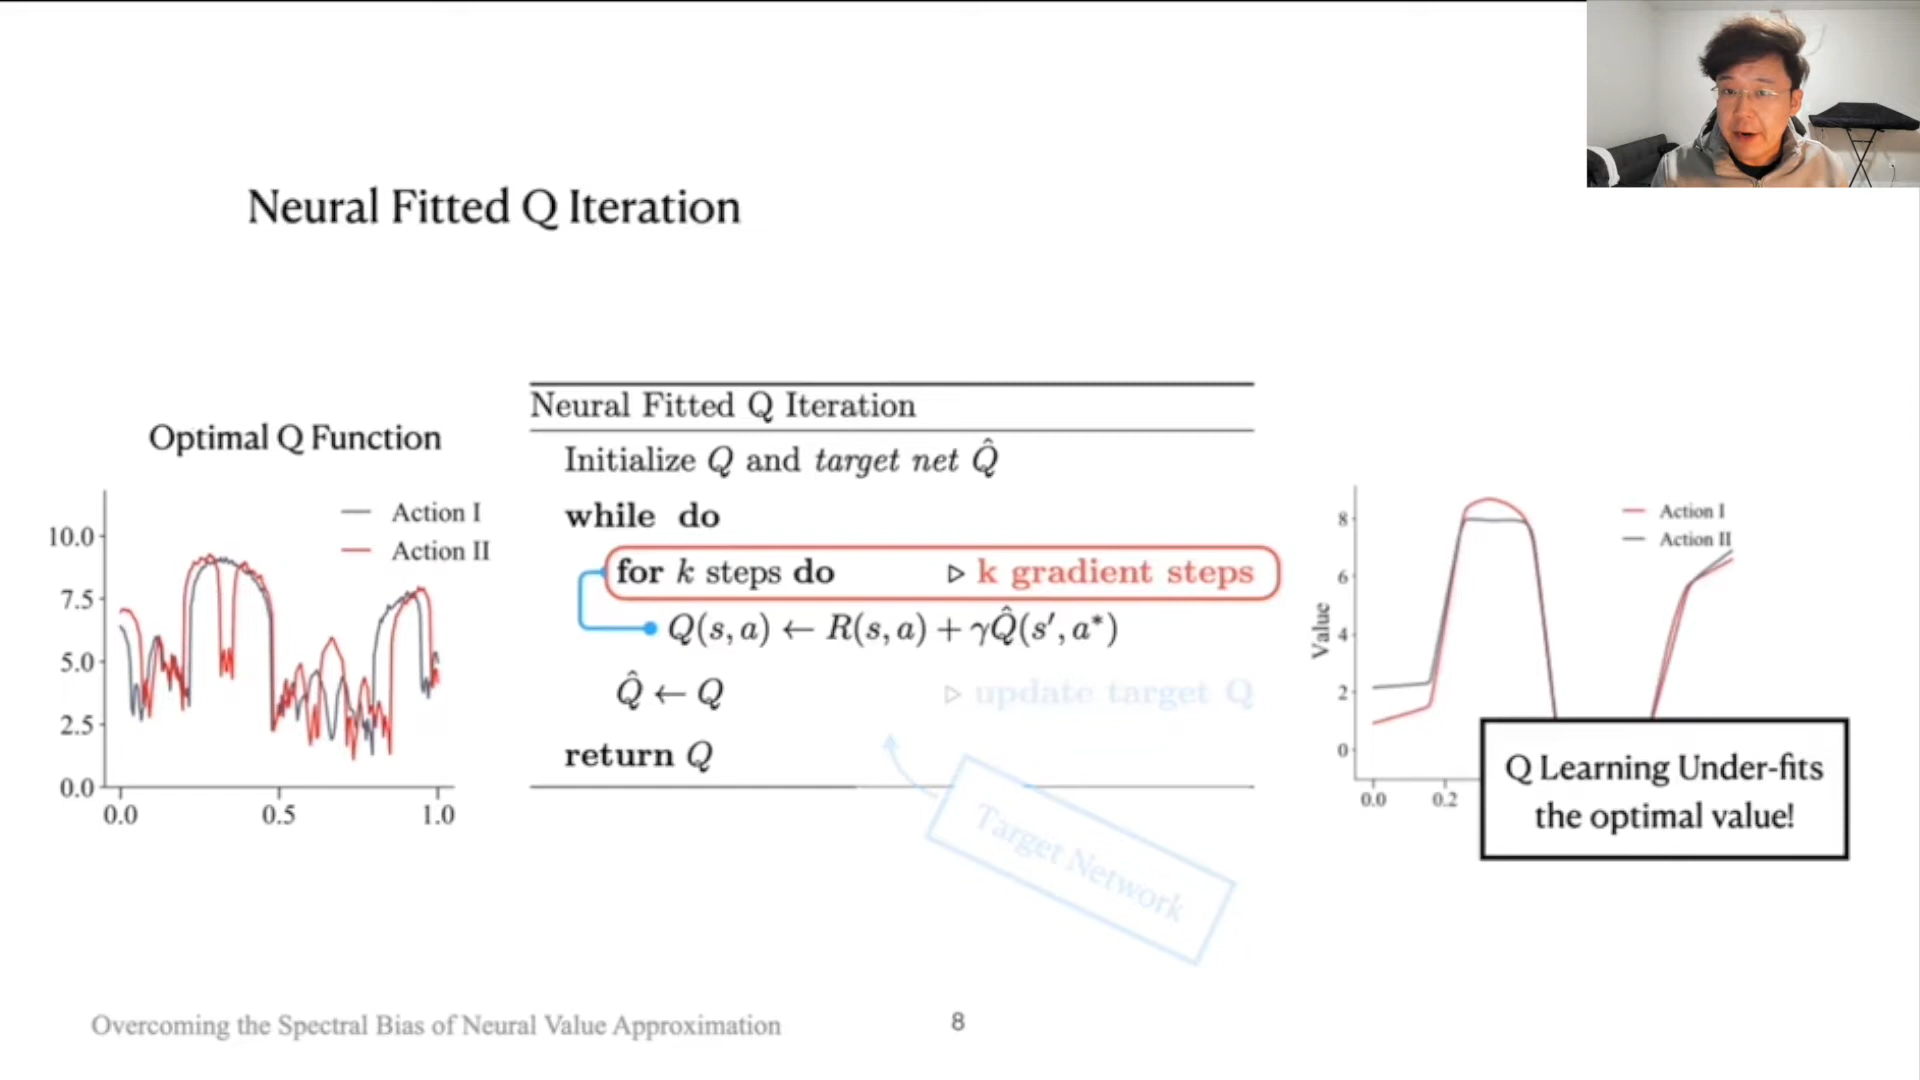 Neural Fitted Q Iteration
Optimal Q Function
10.0
7.5
5.0
2.5
0.0
0.0 0.5 1.0
Action I
Action II
Neural Fitted Q Iteration
Initialize Q and target net Q̂
while do
for k steps do ▷ k gradient steps
Q(s, a) ← R(s, a) + γQ̂(s′, a*)
Q̂ ← Q ▷ update target Q
return Q
Target Network
Value
8
6
4
2
0
0.0 0.2
Action I
Action II
Q Learning Under-fits
the optimal value!
Overcoming the Spectral Bias of Neural Value Approximation
8